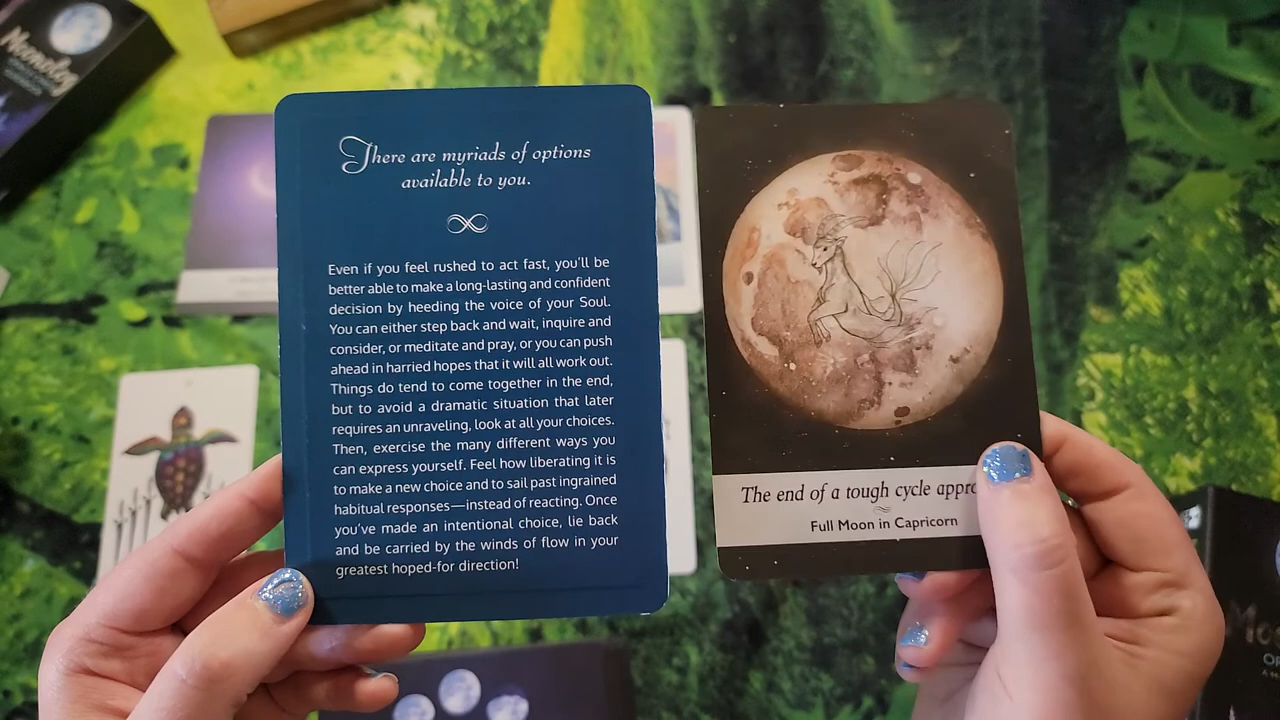 There are myriads of options
available to you.
Even if you feel rushed to act fast, you'll be
better able to make a long-lasting and confident
decision by heeding the voice of your Soul.
You can either step back and wait, inquire and
consider, or meditate and pray, or you can push
ahead in harried hopes that it will all work out.
Things do tend to come together in the end,
but to avoid a dramatic situation that later
requires an unraveling, look at all your choices.
Then, exercise the many different ways you
can express yourself. Feel how liberating it is
to make a new choice and to sail past ingrained
habitual responses—instead of reacting. Once
you've made an intentional choice, lie back
and be carried by the winds of flow in your
greatest hoped-for direction!
The end of a tough cycle appro
Full Moon in Capricorn